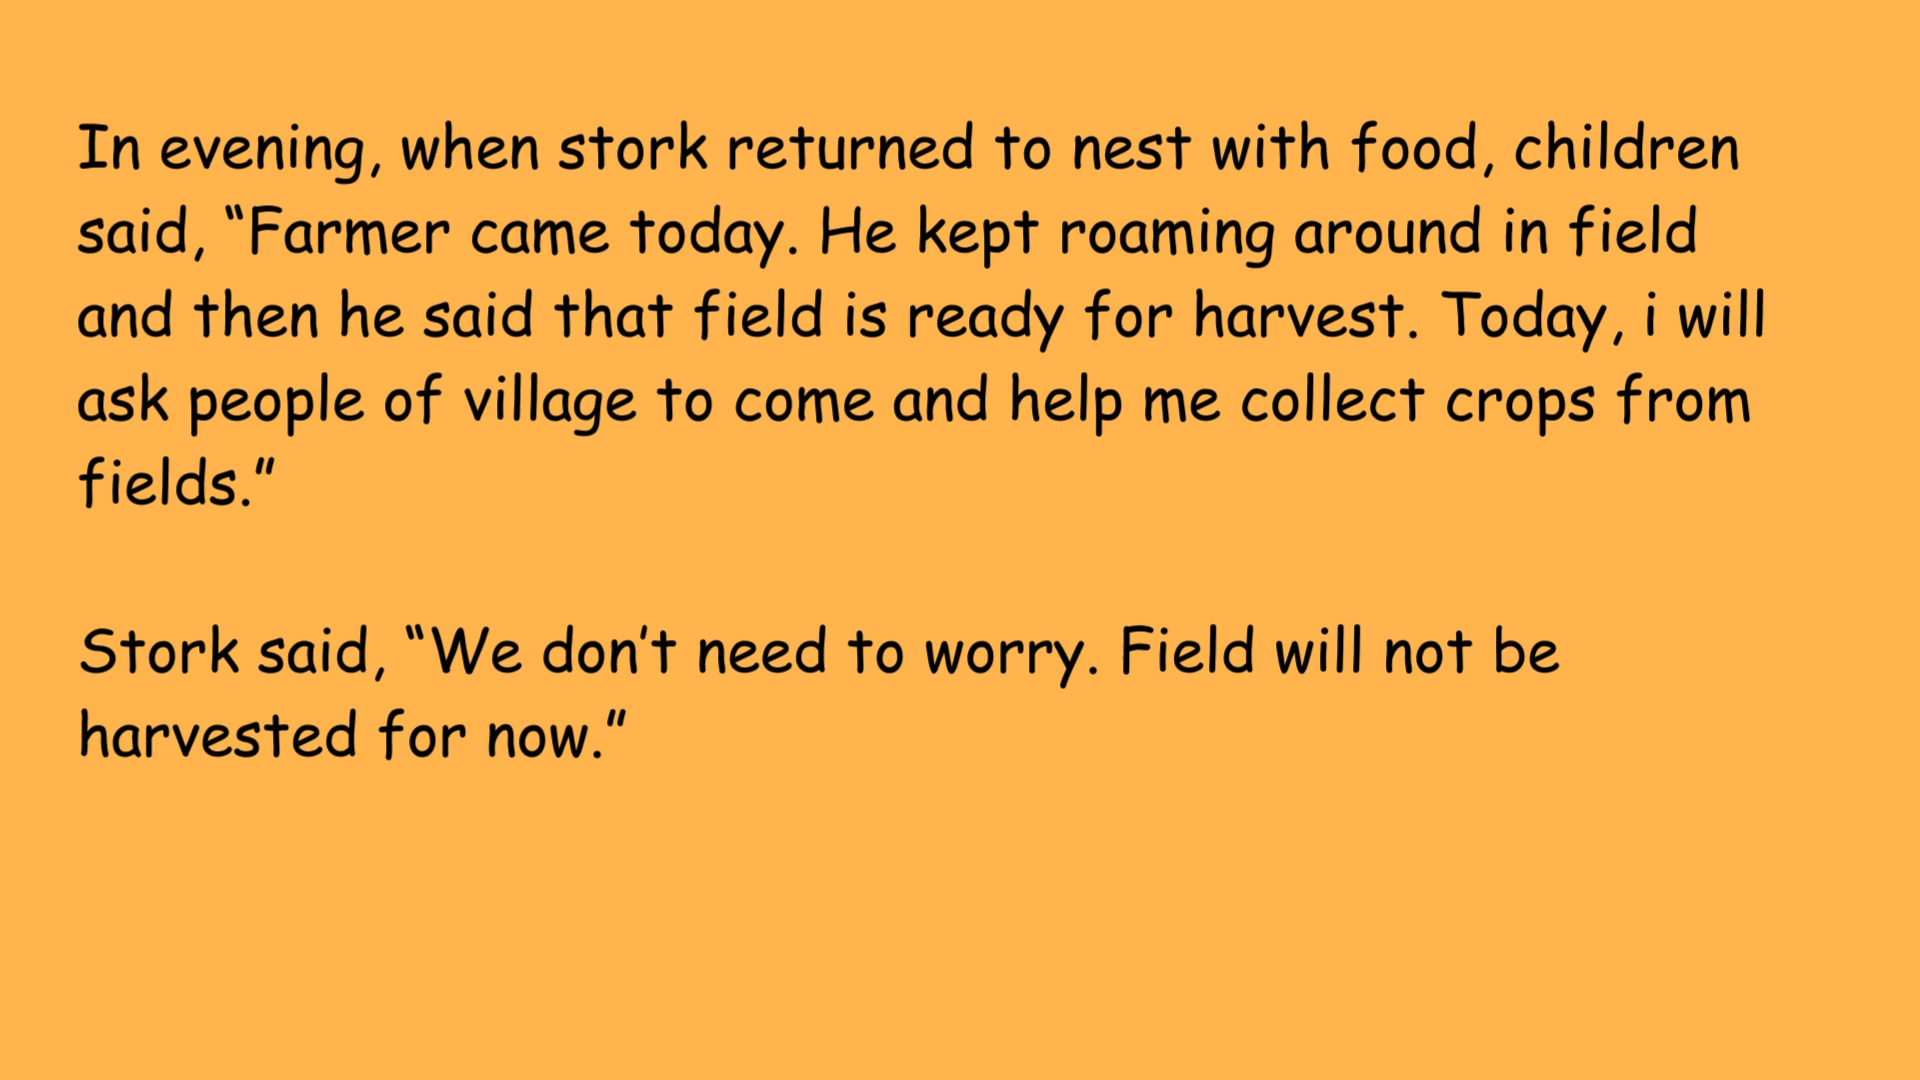 In evening, when stork returned to nest with food, children
said, “Farmer came today. He kept roaming around in field
and then he said that field is ready for harvest. Today, i will
ask people of village to come and help me collect crops from
fields.”
Stork said, “We don’t need to worry. Field will not be
harvested for now.”